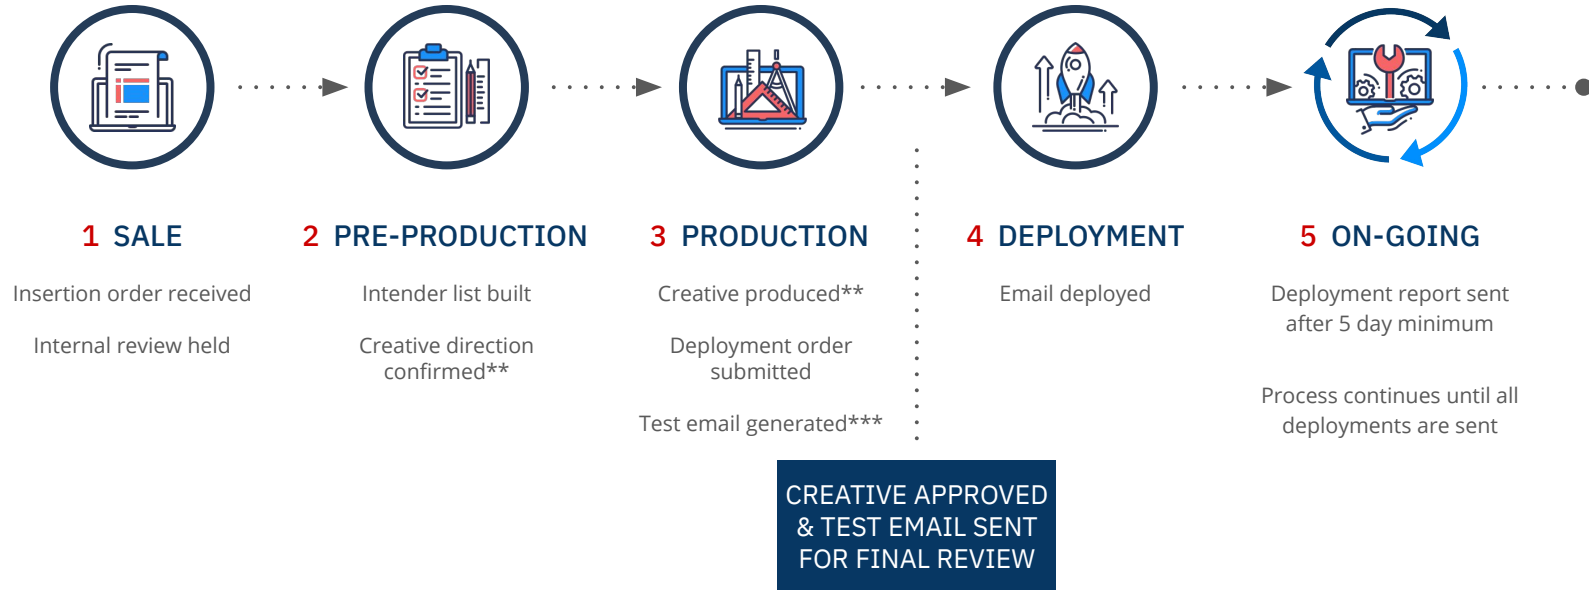 1 SALE
Insertion order received
Internal review held
2 PRE-PRODUCTION
Intender list built
Creative direction
confirmed**
3 PRODUCTION
Creative produced**
Deployment order
submitted
Test email generated***
CREATIVE APPROVED
& TEST EMAIL SENT
FOR FINAL REVIEW
4 DEPLOYMENT
Email deployed
5 ON-GOING
Deployment report sent
after 5 day minimum
Process continues until all
deployments are sent